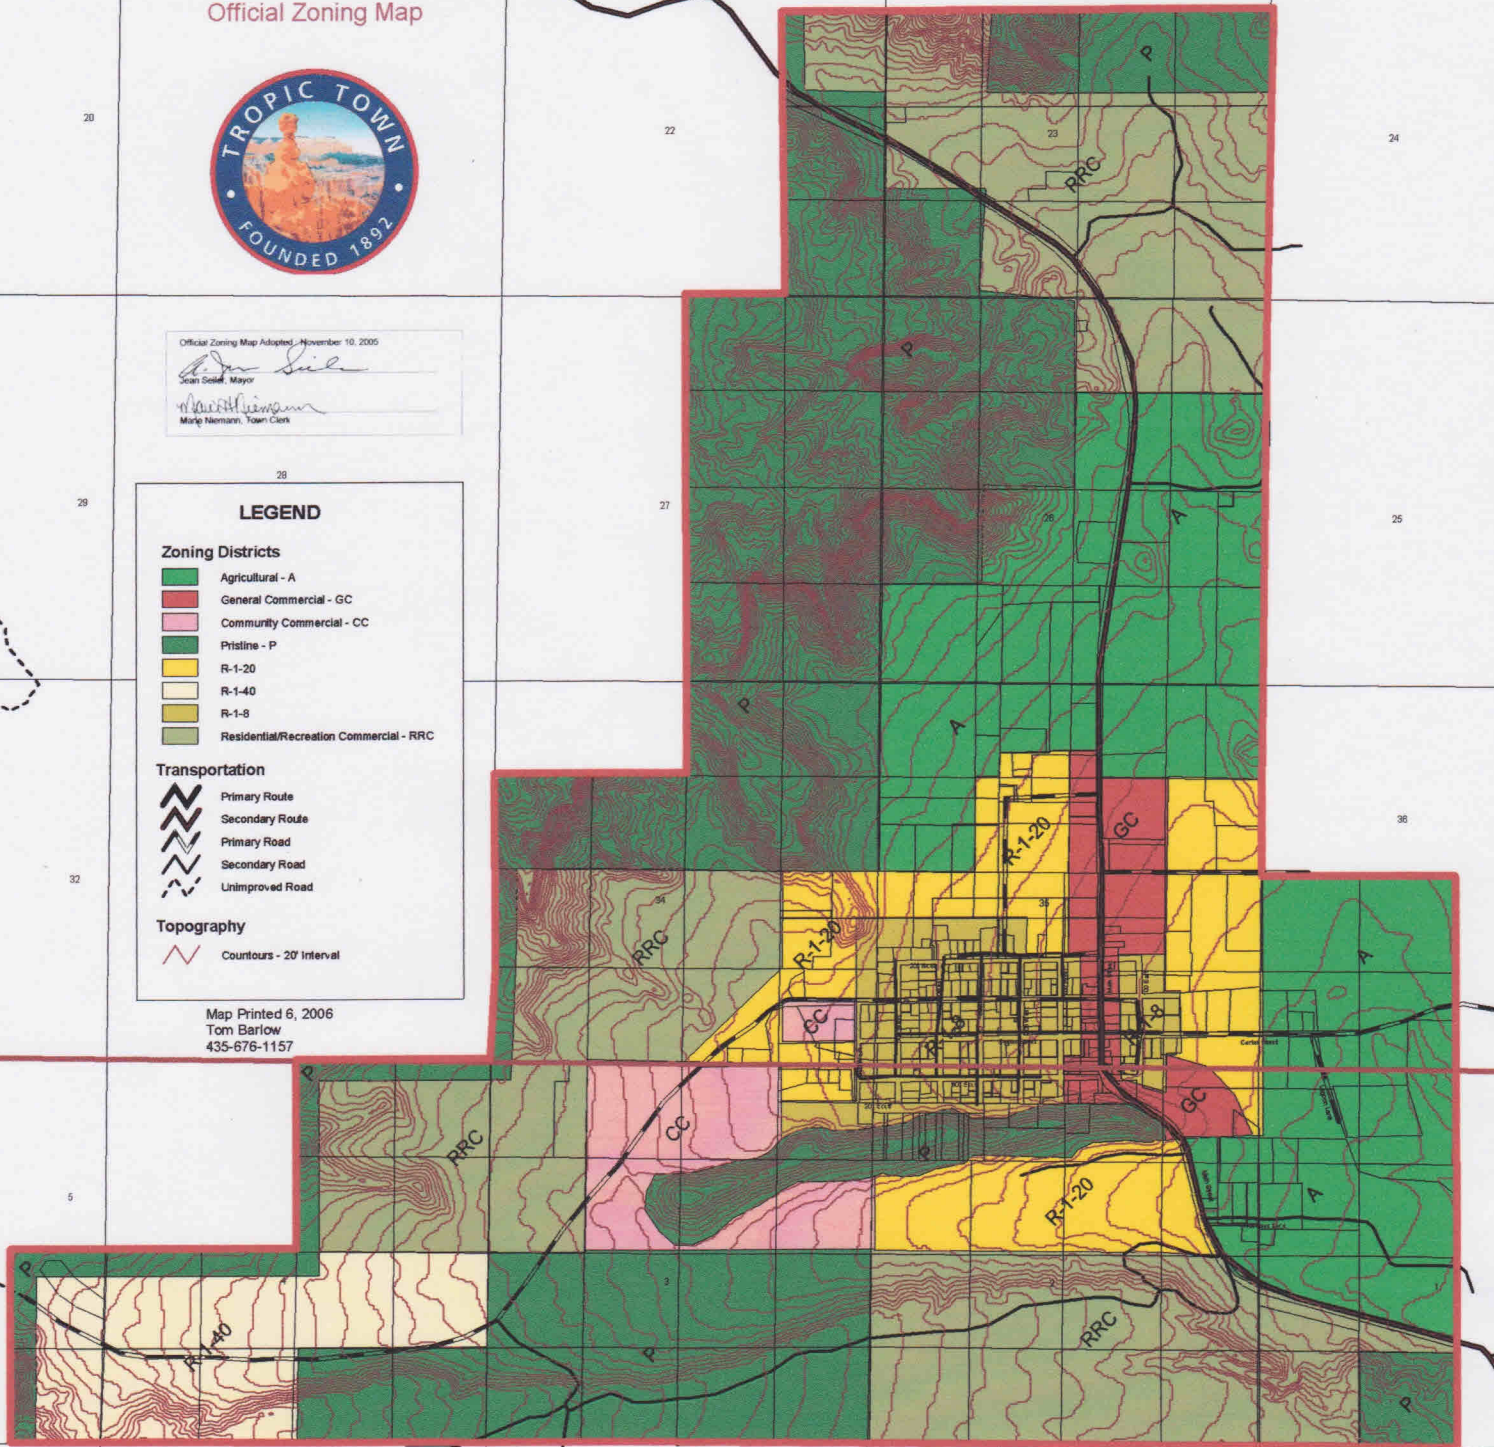 Official Zoning Map
TROPIC TOWN
FOUNDED 1892
Official Zoning Map Adopted, November 10, 2005
Jean Seiler, Mayor
Marie Niemann, Town Clerk
LEGEND
Zoning Districts
Agricultural - A
General Commercial - GC
Community Commercial - CC
Pristine - P
R-1-20
R-1-40
R-1-8
Residential/Recreation Commercial - RRC
Transportation
Primary Route
Secondary Route
Primary Road
Secondary Road
Unimproved Road
Topography
Countours - 20' Interval
Map Printed 6, 2006
Tom Barlow
435-676-1157
20
22
23
24
29
28
27
26
25
32
34
35
36
5
3
2
1
P
RRC
P
P
A
P
A
R-1-20
GC
RRC
R-1-20
A
CC
R-1-8
R-1-8
P
GC
CC
RRC
P
R-1-20
A
P
R-1-40
P
RRC
P